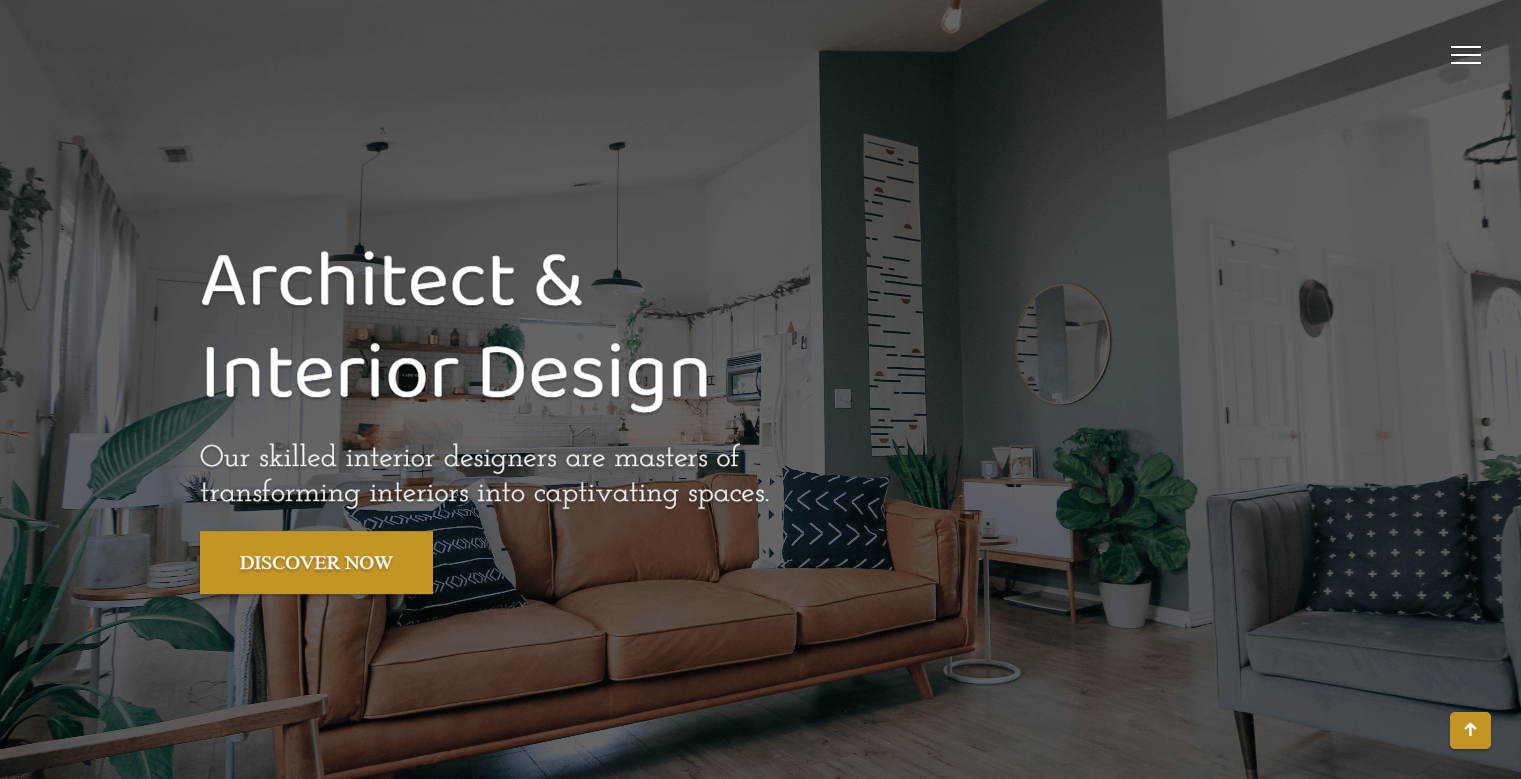 Architect &
Interior Design
Our skilled interior designers are masters of
transforming interiors into captivating spaces.
DISCOVER NOW